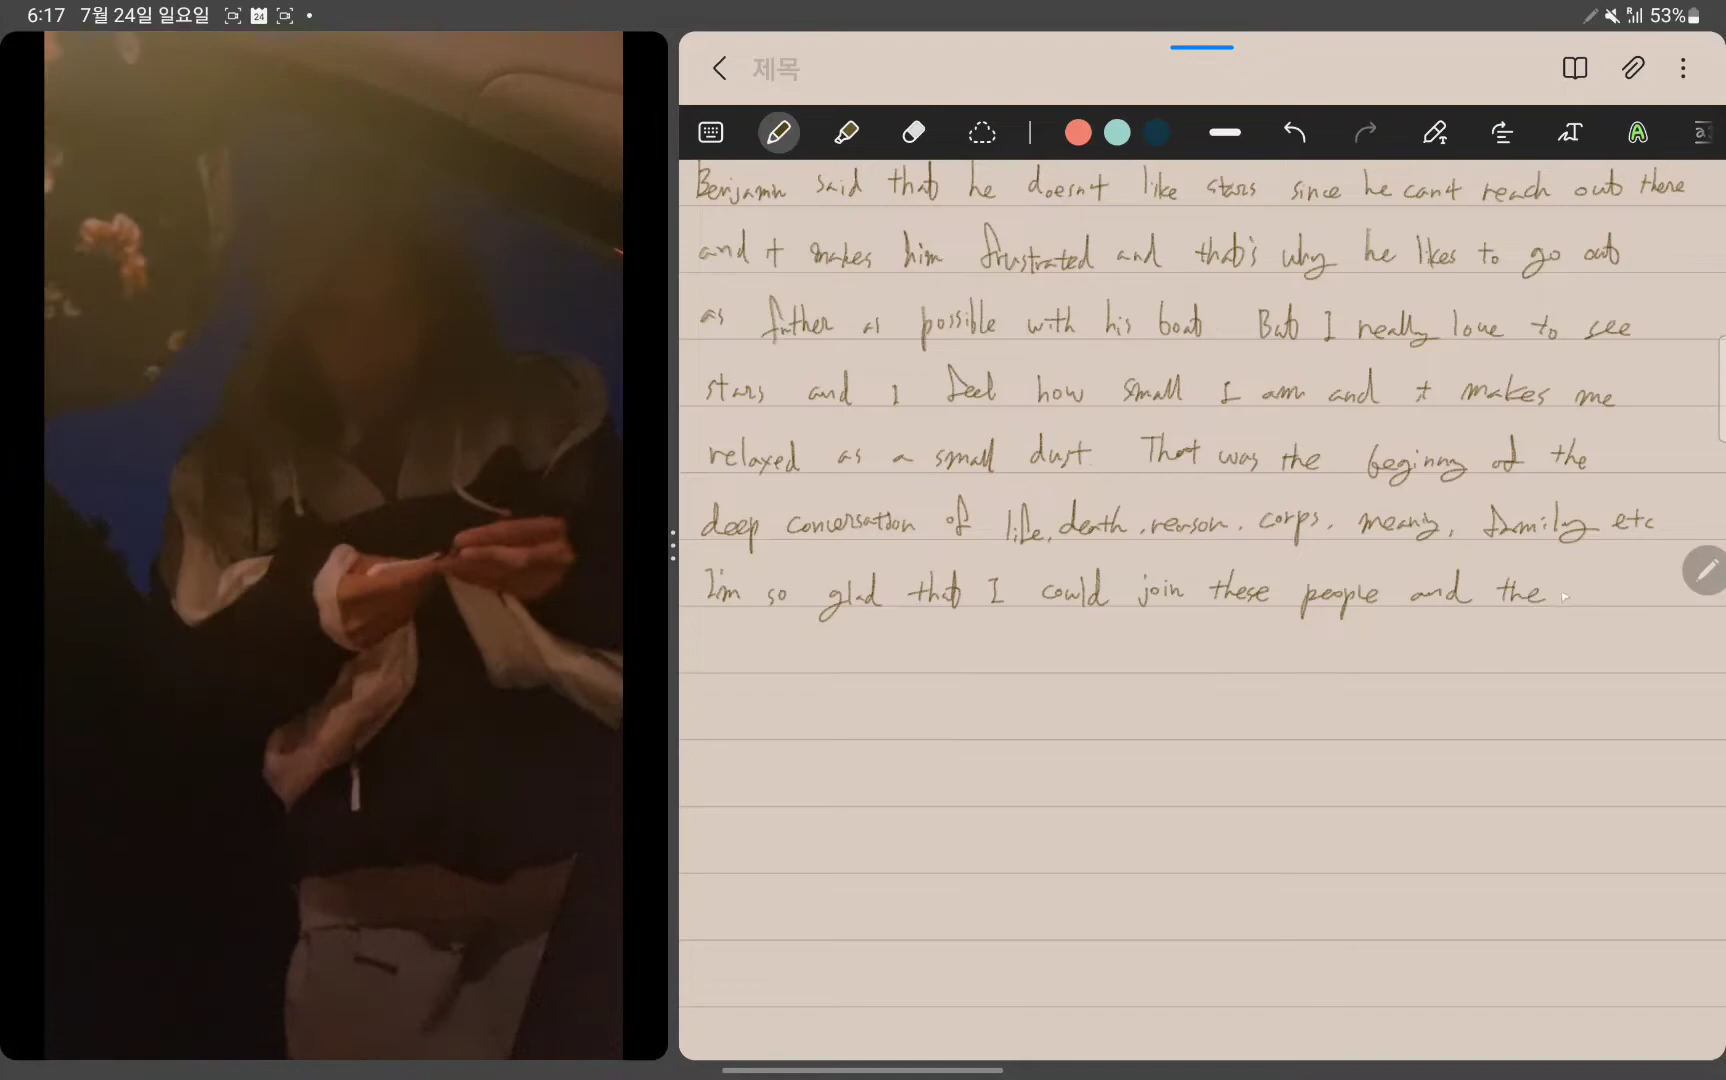 6:17 7월 24일 일요일 24 53%
제목
Benjamin said that he doesn't like stars since he can't reach out there
and it makes him frustrated and that's why he likes to go out
as futher as possible with his boat. But I really love to see
stars and I feel how small I am and it makes me
relaxed as a small dust. That was the beginny of the
deep conversation of life, death, reason, corps, meany, family etc
I'm so glad that I could join these people and the